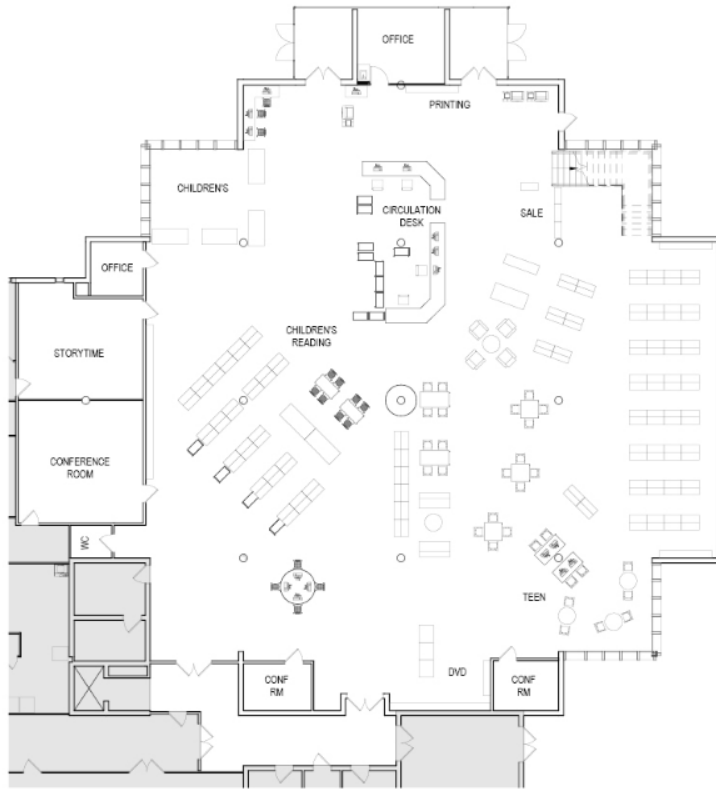 OFFICE
PRINTING
CHILDREN'S
CIRCULATION
DESK
SALE
OFFICE
CHILDREN'S
READING
STORYTIME
CONFERENCE
ROOM
WC
TEEN
CONF
RM
DVD
CONF
RM